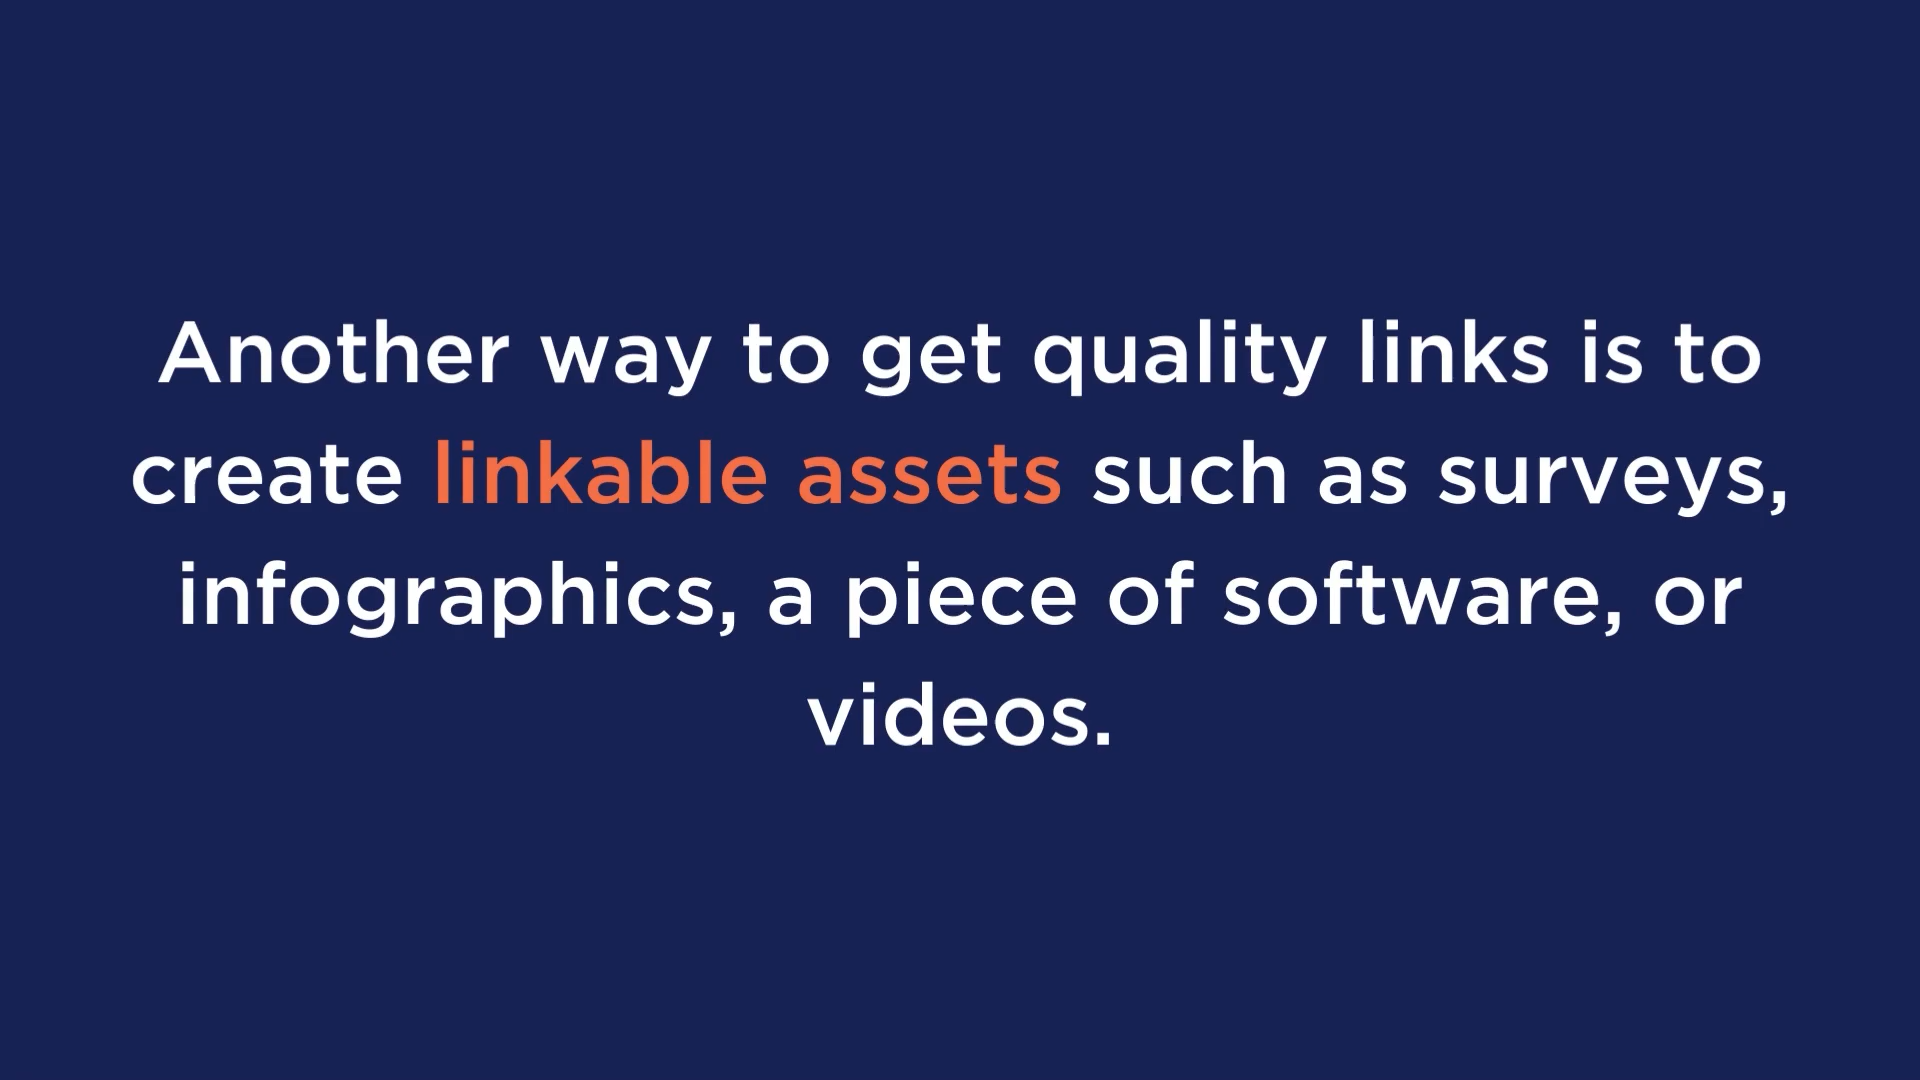 Another way to get quality links is to
create linkable assets such as surveys,
infographics, a piece of software, or
videos.